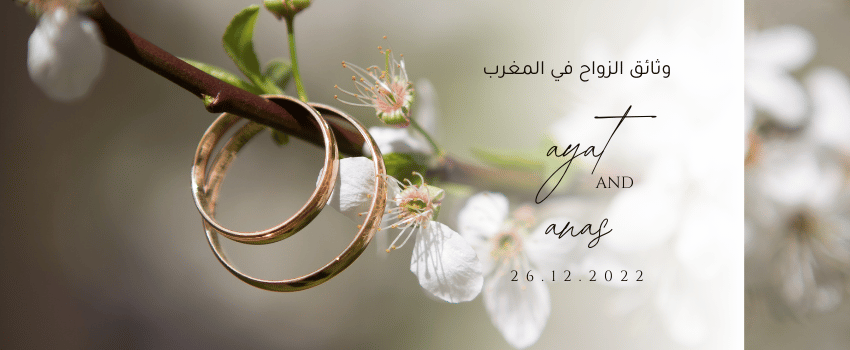 وثائق الزواج في المغرب
ayat
AND
anas
26.12.2022